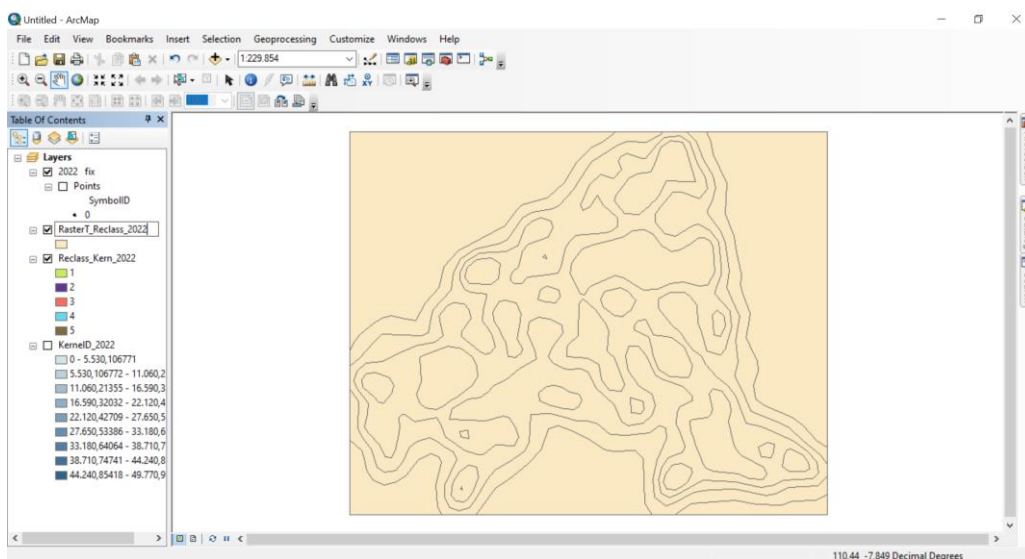 Untitled - ArcMap
File Edit View Bookmarks Insert Selection Geoprocessing Customize Windows Help
1:229.854
Table Of Contents
Layers
2022 fix
Points
SymbolID
0
RasterT_Reclass_2022
Reclass_Kern_2022
1
2
3
4
5
KernelD_2022
0 - 5.530,106771
5.530,106772 - 11.060,2
11.060,21355 - 16.590,3
16.590,32032 - 22.120,4
22.120,42709 - 27.650,5
27.650,53386 - 33.180,6
33.180,64064 - 38.710,7
38.710,74741 - 44.240,8
44.240,85418 - 49.770,9
110.44 -7.849 Decimal Degrees